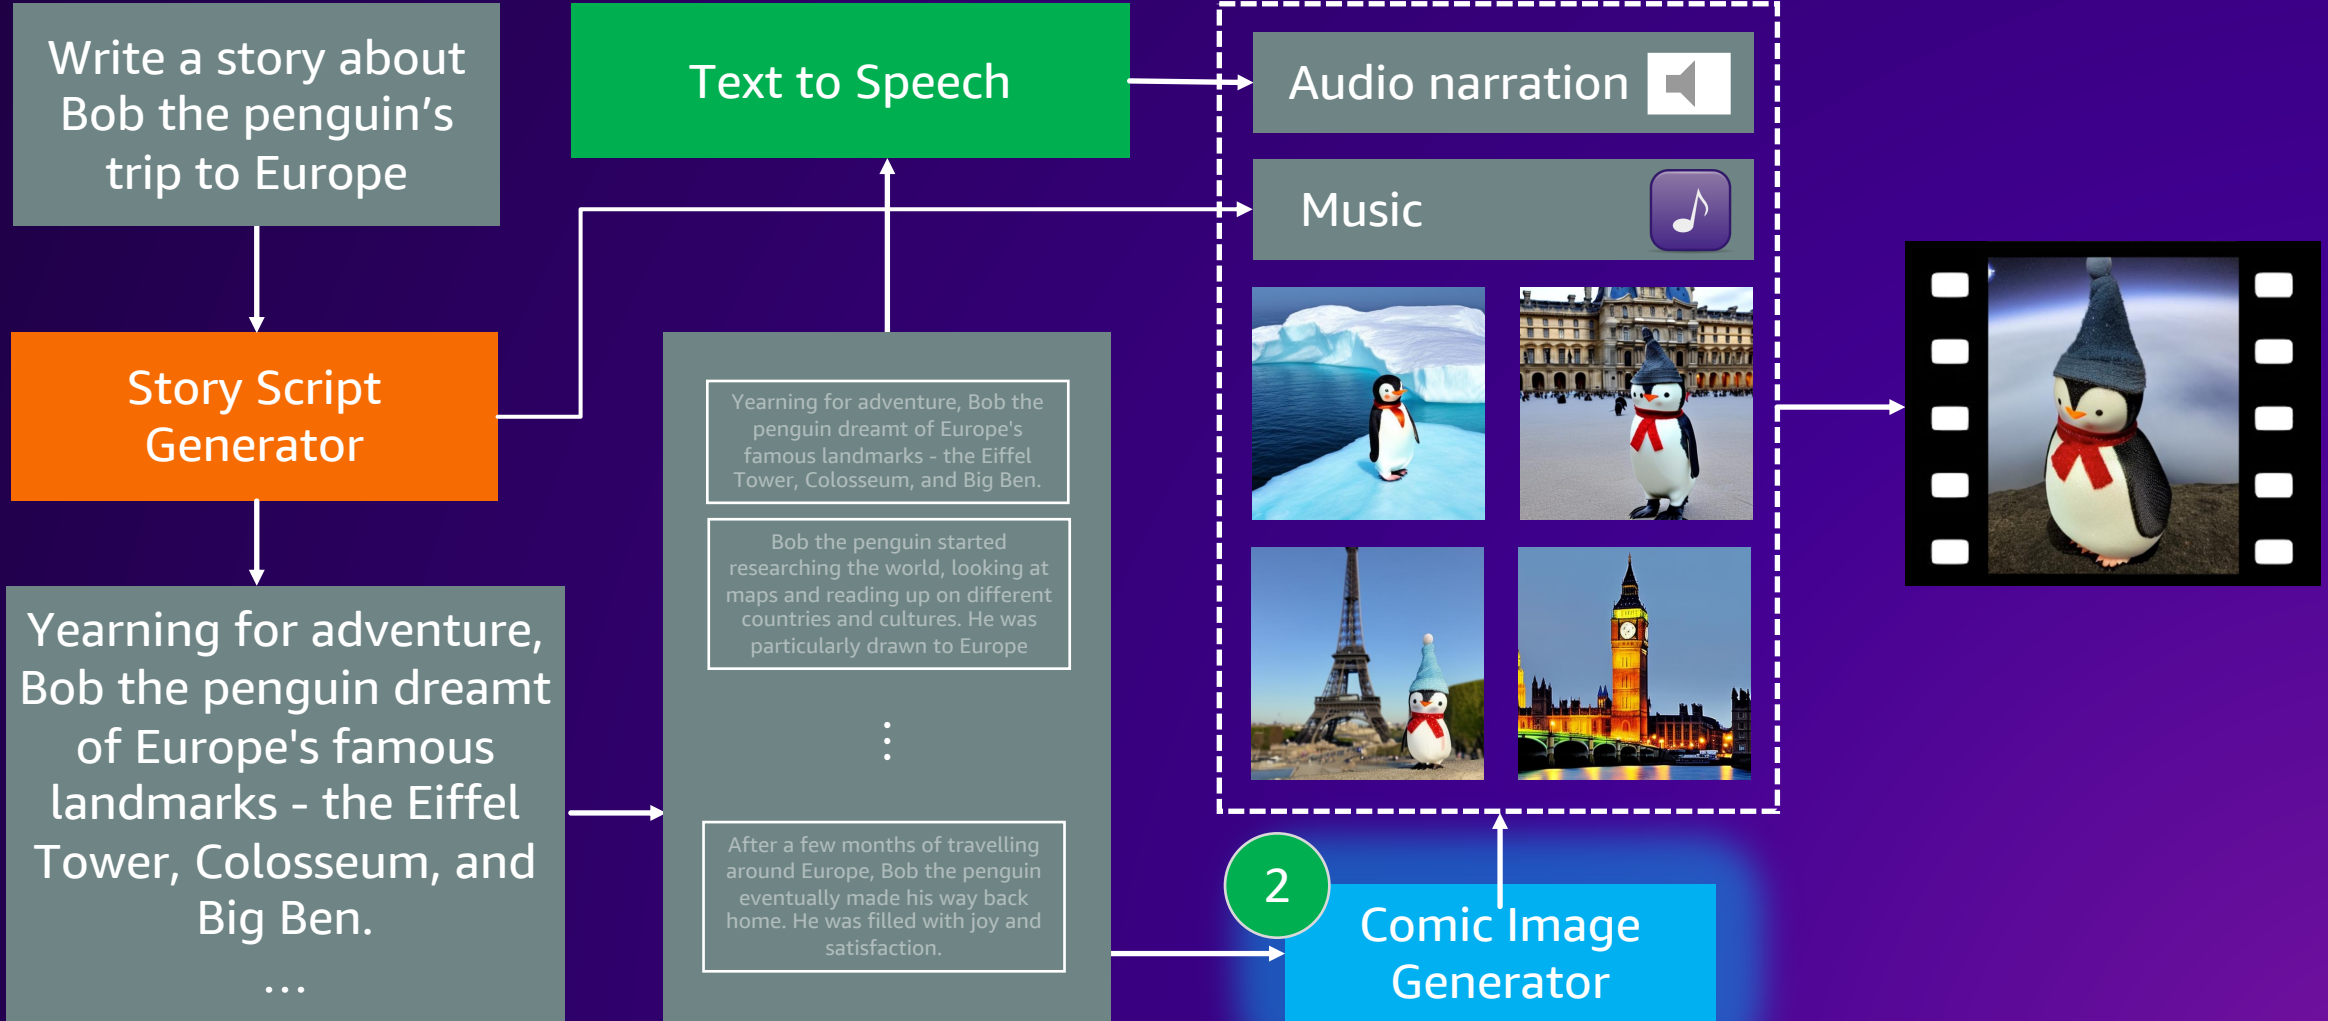 Write a story about
Bob the penguin’s
trip to Europe
Story Script
Generator
Yearning for adventure,
Bob the penguin dreamt
of Europe's famous
landmarks - the Eiffel
Tower, Colosseum, and
Big Ben.
...
Text to Speech
Yearning for adventure, Bob the
penguin dreamt of Europe's
famous landmarks - the Eiffel
Tower, Colosseum, and Big Ben.
Bob the penguin started
researching the world, looking at
maps and reading up on different
countries and cultures. He was
particularly drawn to Europe
⋮
After a few months of travelling
around Europe, Bob the penguin
eventually made his way back
home. He was filled with joy and
satisfaction.
Audio narration
Music
2
Comic Image
Generator